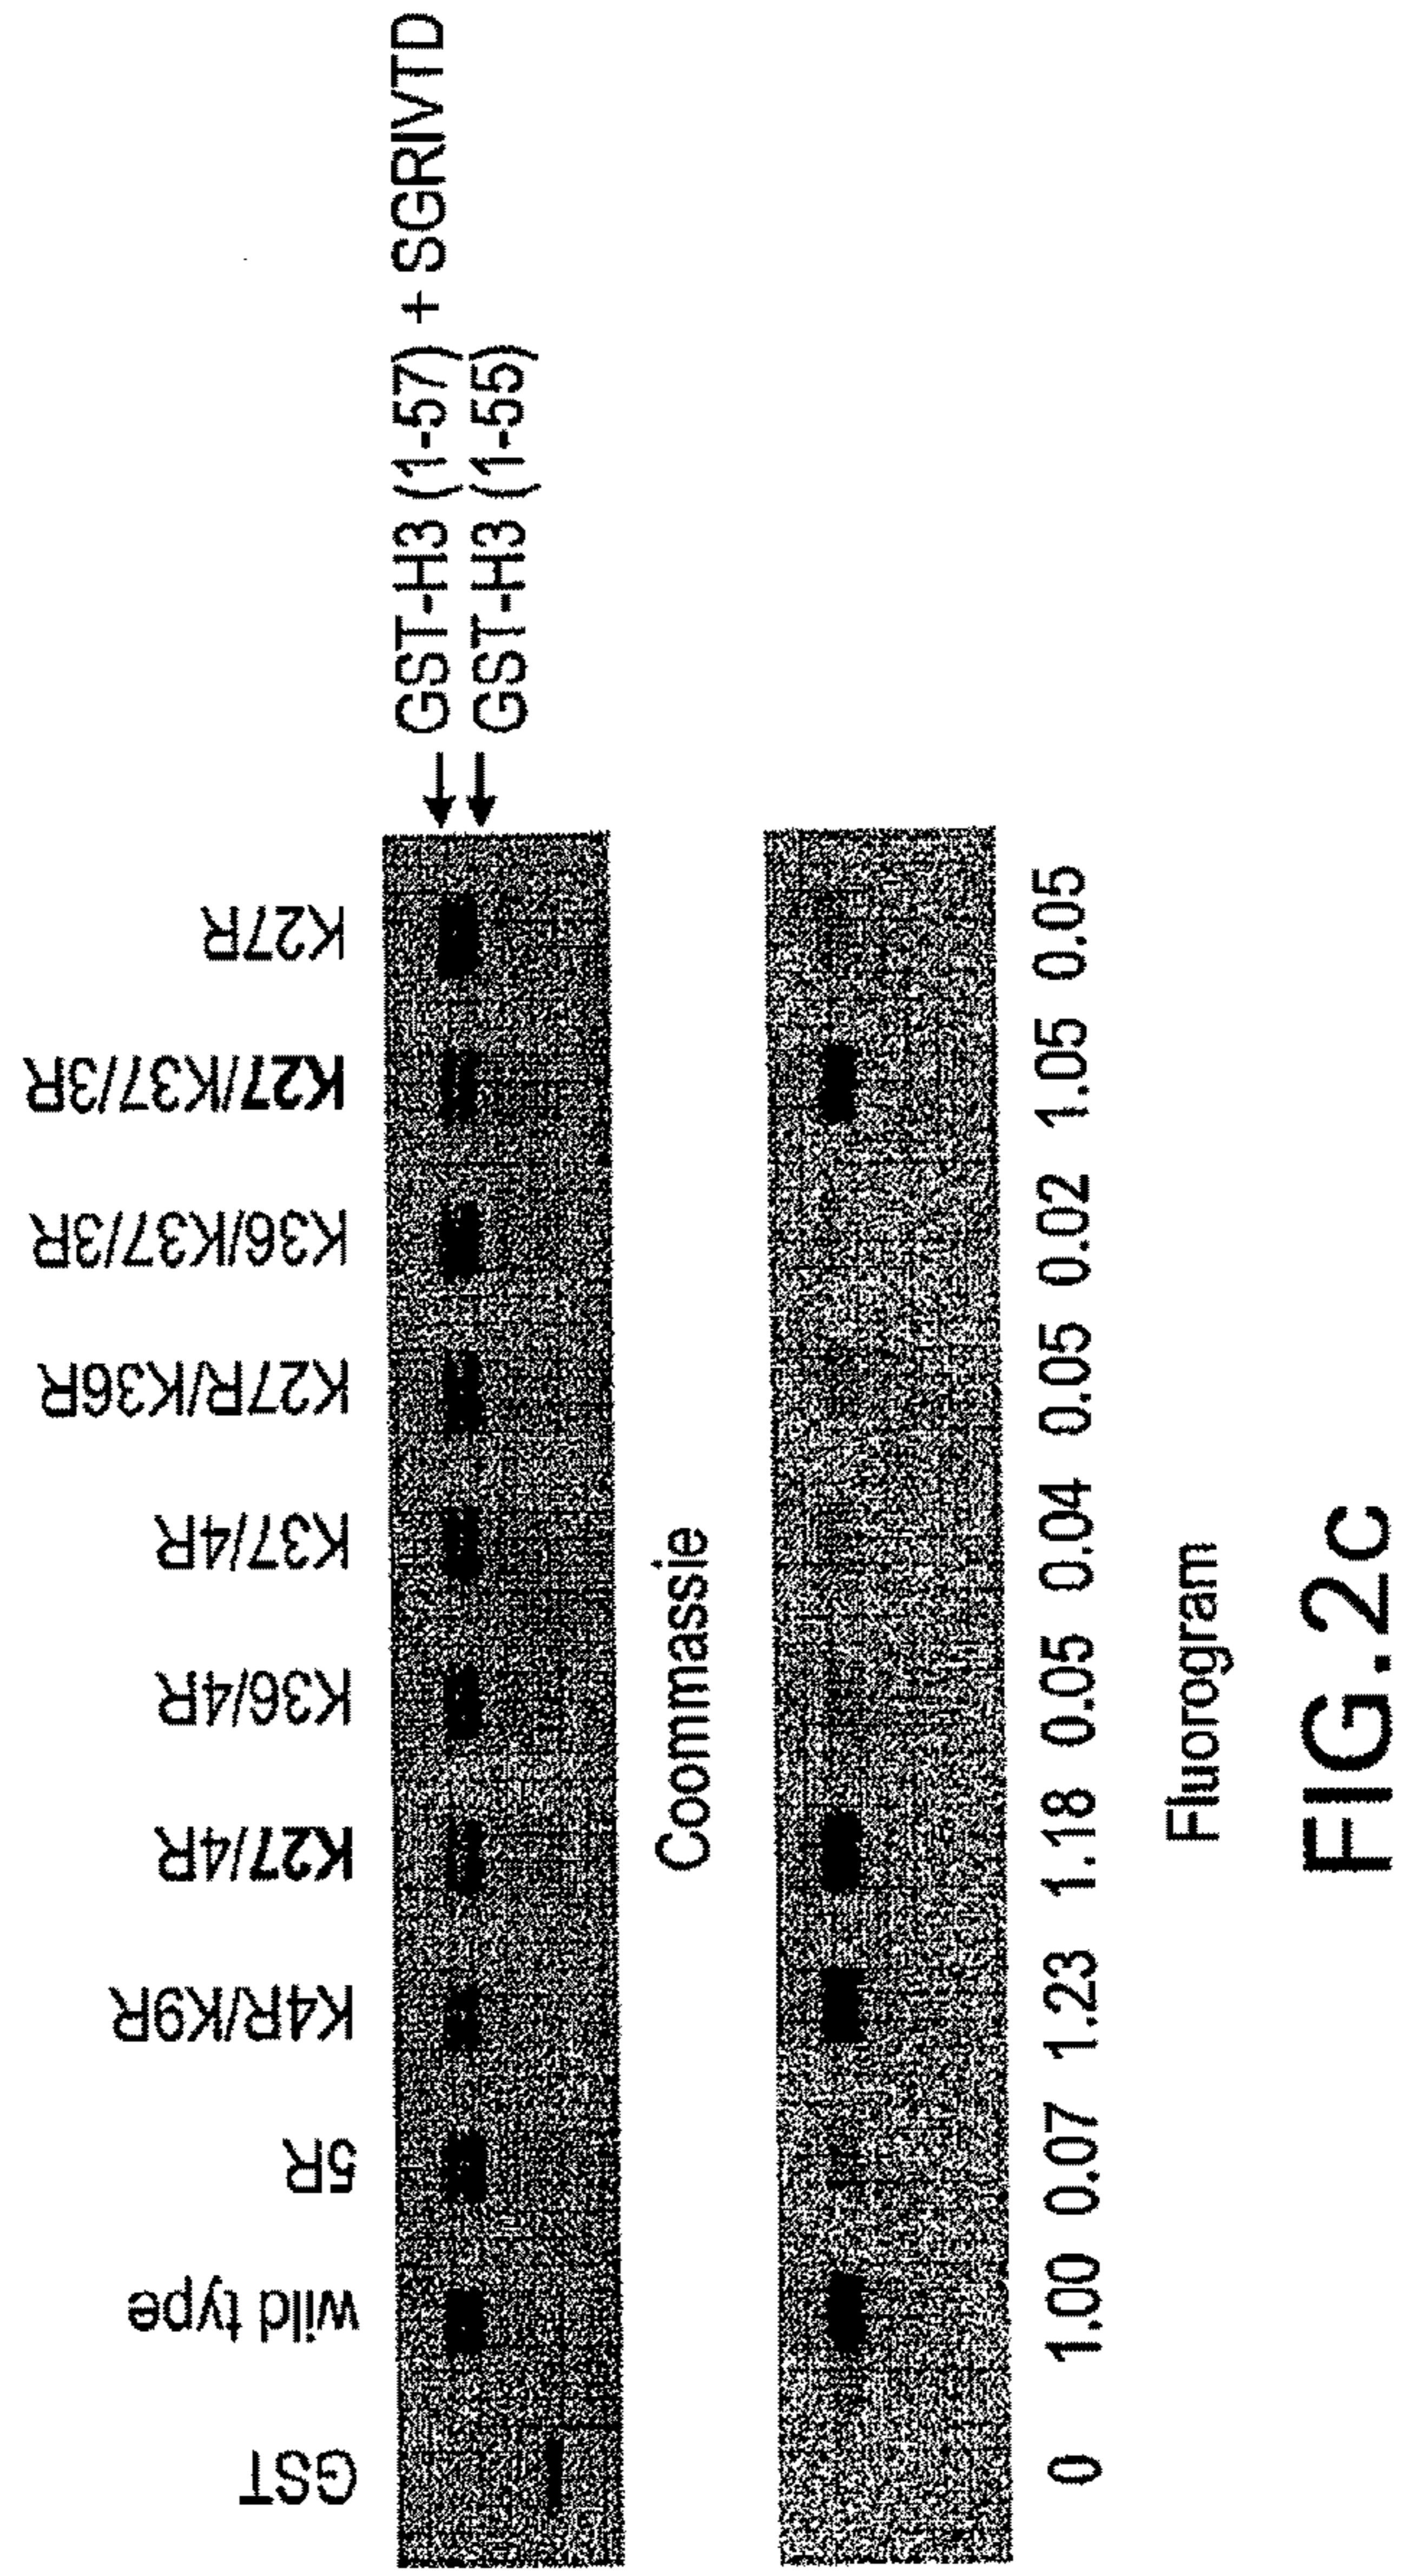 GST
wild type
5R
K4R/K9R
K27/4R
K36/4R
K37/4R
K27R/K36R
K36/K37/3R
K27/K37/3R
K27R
GST-H3 (1-57) + SGRIVTD
GST-H3 (1-55)
Coommassie
0 1.00 0.07 1.23 1.18 0.05 0.04 0.05 0.02 1.05 0.05
Fluorogram
FIG.2c